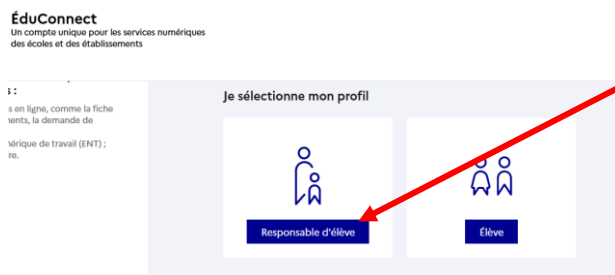 ÉduConnect
Un compte unique pour les services numériques
des écoles et des établissements
s :
s en ligne, comme la fiche
ments, la demande de
Je sélectionne mon profil
mérique de travail (ENT) ;
re.
Responsable d'élève
Élève